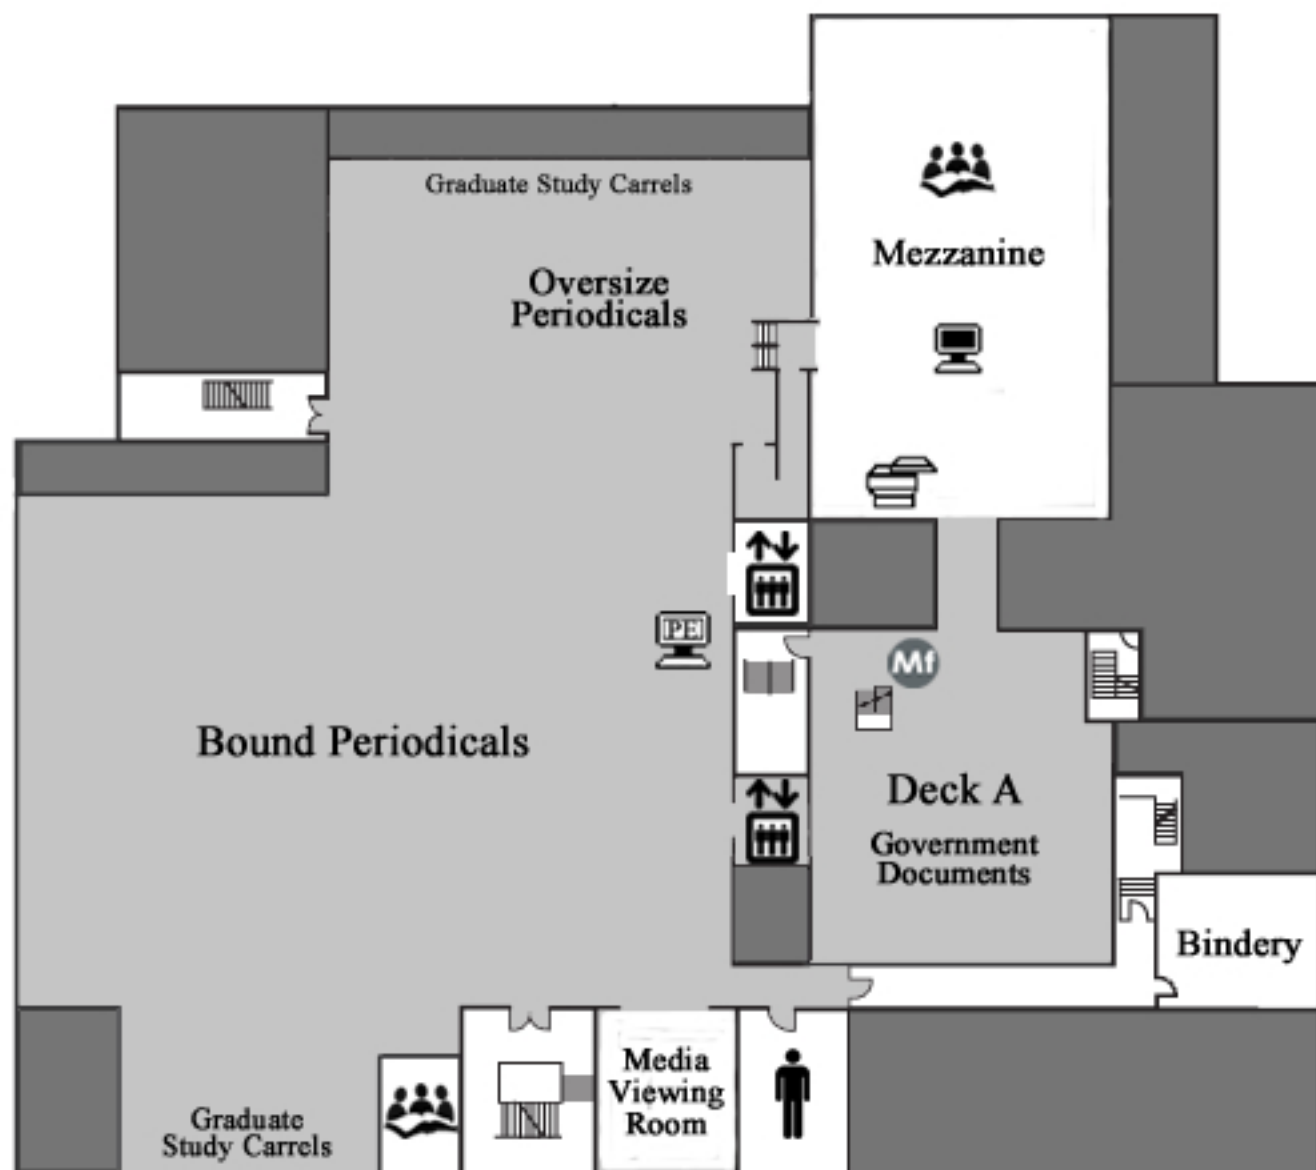 Graduate Study Carrels
Oversize
Periodicals
Mezzanine
PE
Mf
Bound Periodicals
Deck A
Government
Documents
Bindery
Media
Viewing
Room
Graduate
Study Carrels